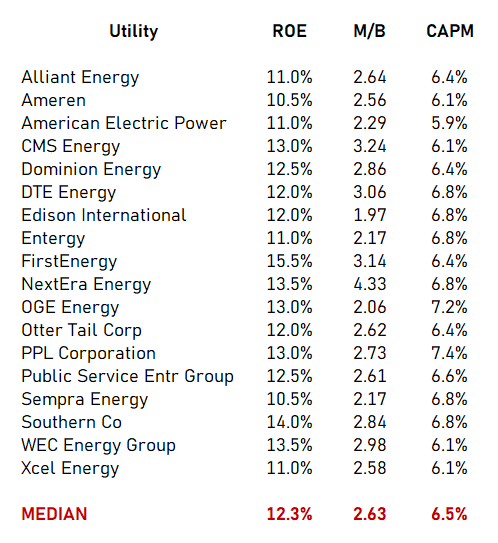 Utility ROE M/B CAPM
Alliant Energy 11.0% 2.64 6.4%
Ameren 10.5% 2.56 6.1%
American Electric Power 11.0% 2.29 5.9%
CMS Energy 13.0% 3.24 6.1%
Dominion Energy 12.5% 2.86 6.4%
DTE Energy 12.0% 3.06 6.8%
Edison International 12.0% 1.97 6.8%
Entergy 11.0% 2.17 6.8%
FirstEnergy 15.5% 3.14 6.4%
NextEra Energy 13.5% 4.33 6.8%
OGE Energy 13.0% 2.06 7.2%
Otter Tail Corp 12.0% 2.62 6.4%
PPL Corporation 13.0% 2.73 7.4%
Public Service Entr Group 12.5% 2.61 6.6%
Sempra Energy 10.5% 2.17 6.8%
Southern Co 14.0% 2.84 6.8%
WEC Energy Group 13.5% 2.98 6.1%
Xcel Energy 11.0% 2.58 6.1%
MEDIAN 12.3% 2.63 6.5%